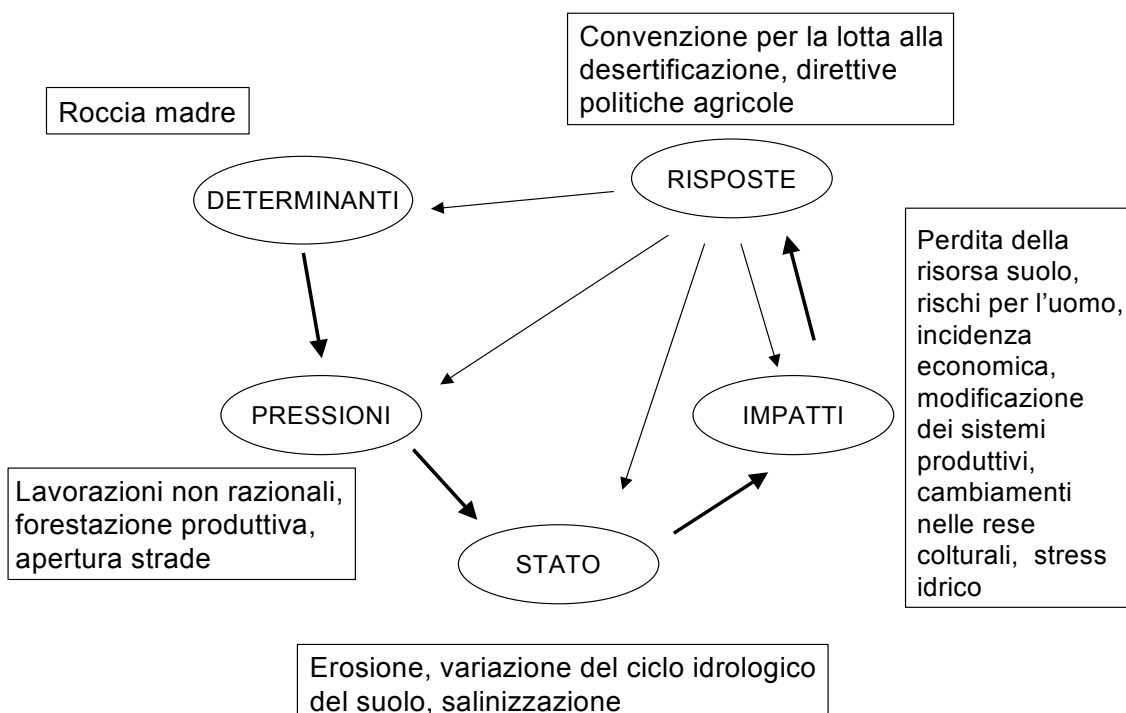 Convenzione per la lotta alla
desertificazione, direttive
politiche agricole
Roccia madre
RISPOSTE
DETERMINANTI
Perdita della
risorsa suolo,
rischi per l’uomo,
incidenza
economica,
modificazione
dei sistemi
produttivi,
cambiamenti
nelle rese
colturali, stress
idrico
PRESSIONI
IMPATTI
Lavorazioni non razionali,
forestazione produttiva,
apertura strade
STATO
Erosione, variazione del ciclo idrologico
del suolo, salinizzazione